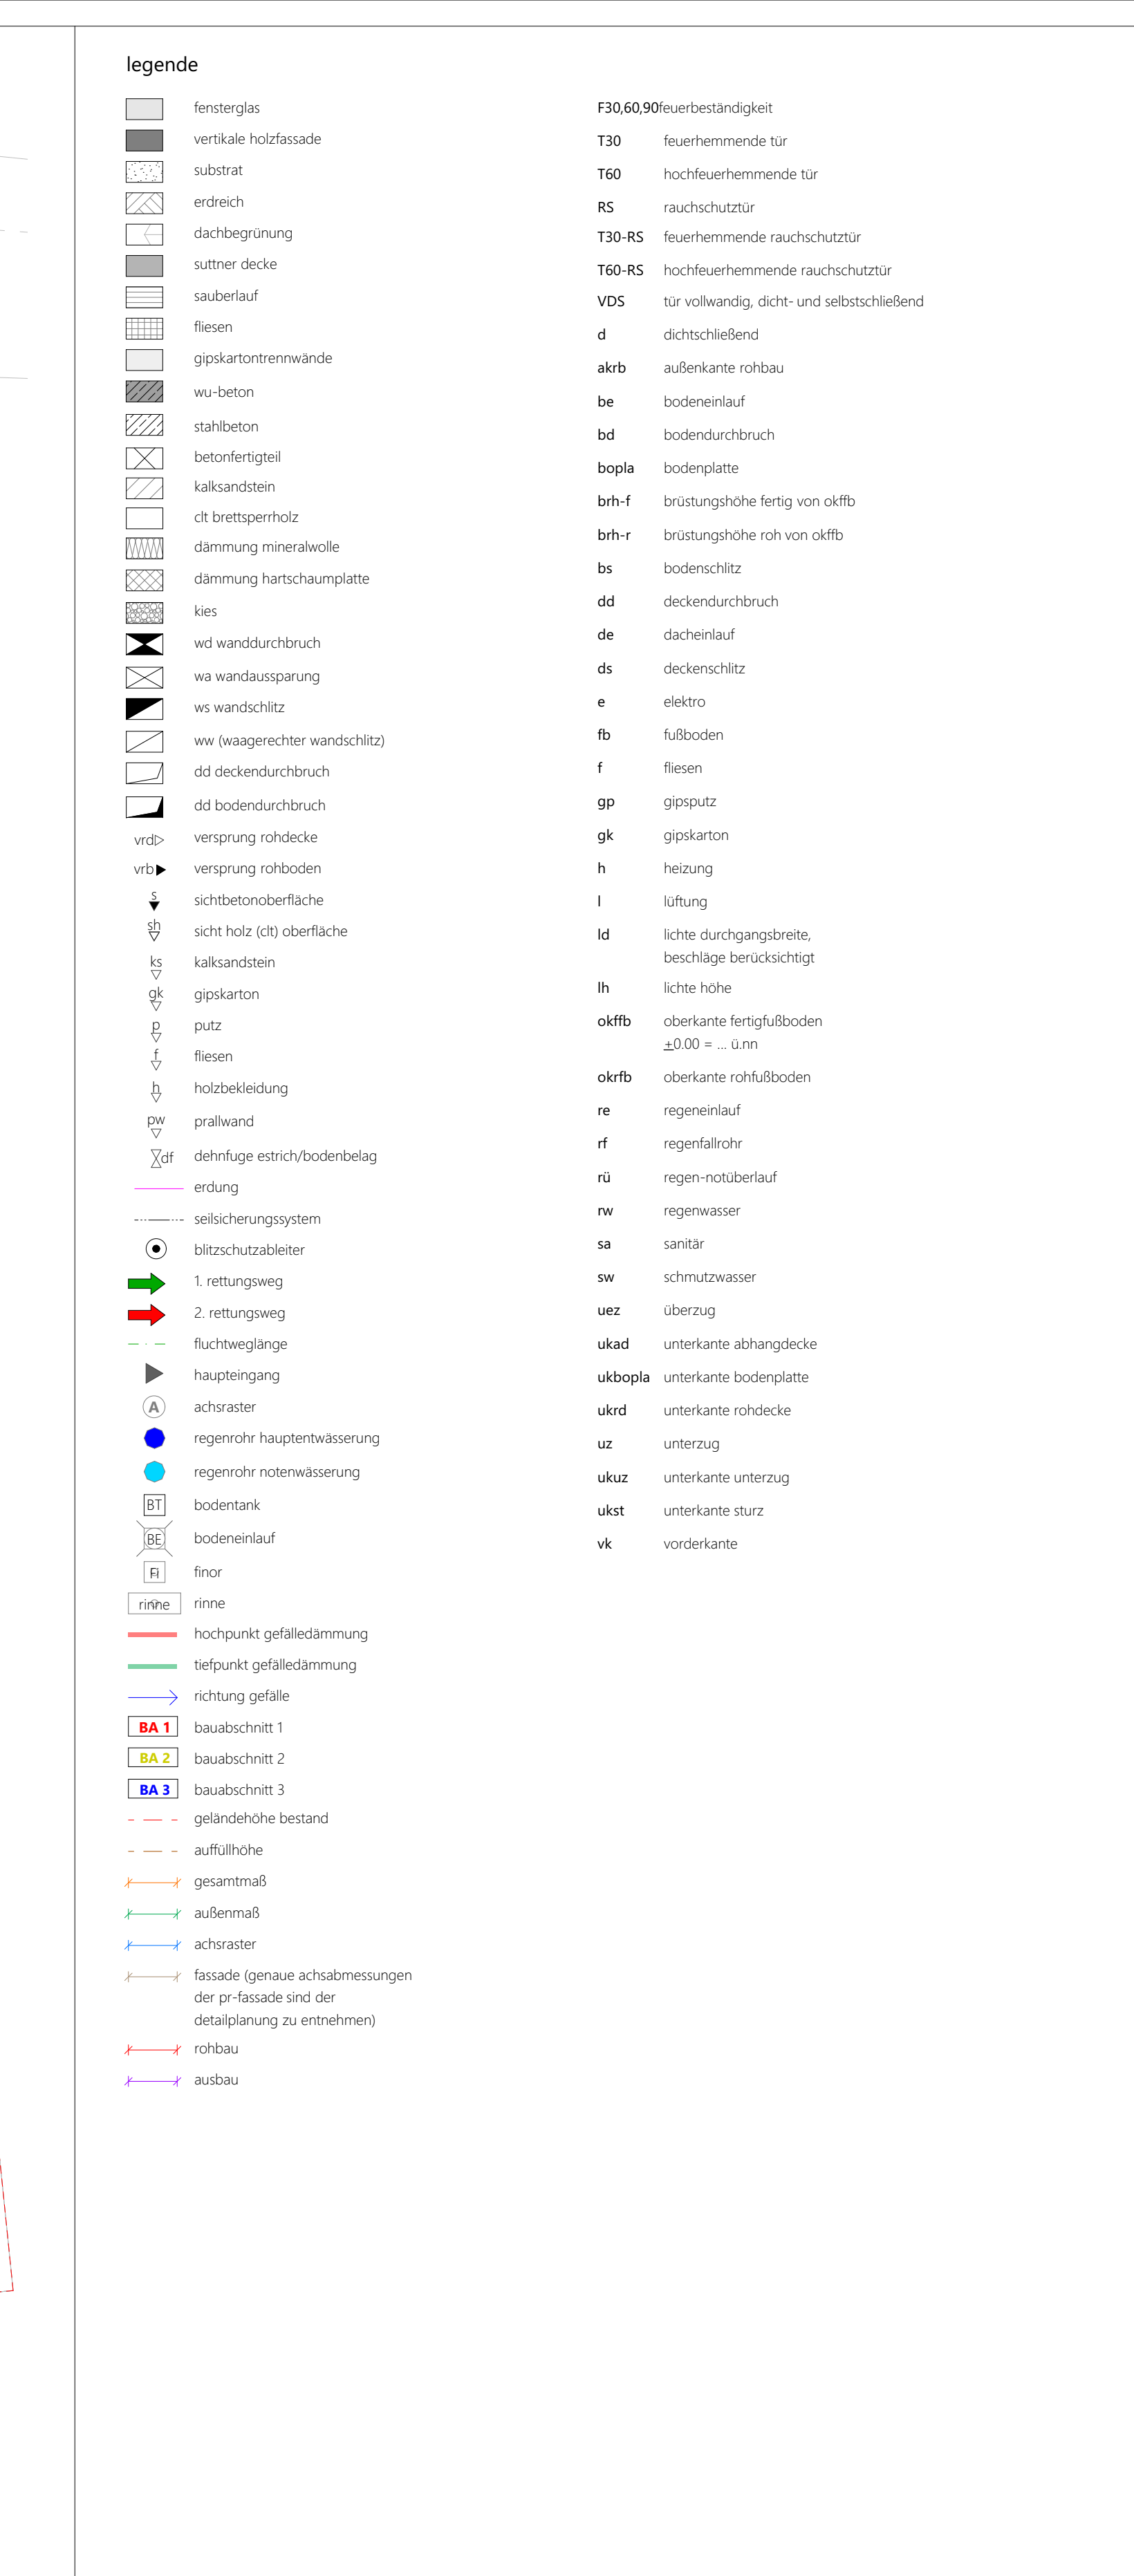 legende
fensterglas
vertikale holzfassade
substrat
erdreich
dachbegrünung
suttner decke
sauberlauf
fliesen
gipskartontrennwände
wu-beton
stahlbeton
betonfertigteil
kalksandstein
clt brettsperrholz
dämmung mineralwolle
dämmung hartschaumplatte
kies
wd wanddurchbruch
wa wandaussparung
ws wandschlitz
ww (waagerechter wandschlitz)
dd deckendurchbruch
dd bodendurchbruch
vrd versprung rohdecke
vrb versprung rohboden
s sichtbetonoberfläche
sh sicht holz (clt) oberfläche
ks kalksandstein
gk gipskarton
p putz
f fliesen
h holzbekleidung
pw prallwand
df dehnfuge estrich/bodenbelag
erdung
seilsicherungssystem
blitzschutzableiter
1. rettungsweg
2. rettungsweg
fluchtweglänge
haupteingang
A achsraster
regenrohr hauptentwässerung
regenrohr notenwässerung
BT bodentank
BE bodeneinlauf
Fi finor
rinne rinne
hochpunkt gefälledämmung
tiefpunkt gefälledämmung
richtung gefälle
BA 1 bauabschnitt 1
BA 2 bauabschnitt 2
BA 3 bauabschnitt 3
geländehöhe bestand
auffüllhöhe
gesamtmaß
außenmaß
achsraster
fassade (genaue achsabmessungen
der pr-fassade sind der
detailplanung zu entnehmen)
rohbau
ausbau
F30,60,90 feuerbeständigkeit
T30 feuerhemmende tür
T60 hochfeuerhemmende tür
RS rauchschutztür
T30-RS feuerhemmende rauchschutztür
T60-RS hochfeuerhemmende rauchschutztür
VDS tür vollwandig, dicht- und selbstschließend
d dichtschließend
akrb außenkante rohbau
be bodeneinlauf
bd bodendurchbruch
bopla bodenplatte
brh-f brüstungshöhe fertig von okffb
brh-r brüstungshöhe roh von okffb
bs bodenschlitz
dd deckendurchbruch
de dacheinlauf
ds deckenschlitz
e elektro
fb fußboden
f fliesen
gp gipsputz
gk gipskarton
h heizung
l lüftung
ld lichte durchgangsbreite,
beschläge berücksichtigt
lh lichte höhe
okffb oberkante fertigfußboden
±0.00 = ... ü.nn
okrfb oberkante rohfußboden
re regeneinlauf
rf regenfallrohr
rü regen-notüberlauf
rw regenwasser
sa sanitär
sw schmutzwasser
uez überzug
ukad unterkante abhangdecke
ukbopla unterkante bodenplatte
ukrd unterkante rohdecke
uz unterzug
ukuz unterkante unterzug
ukst unterkante sturz
vk vorderkante